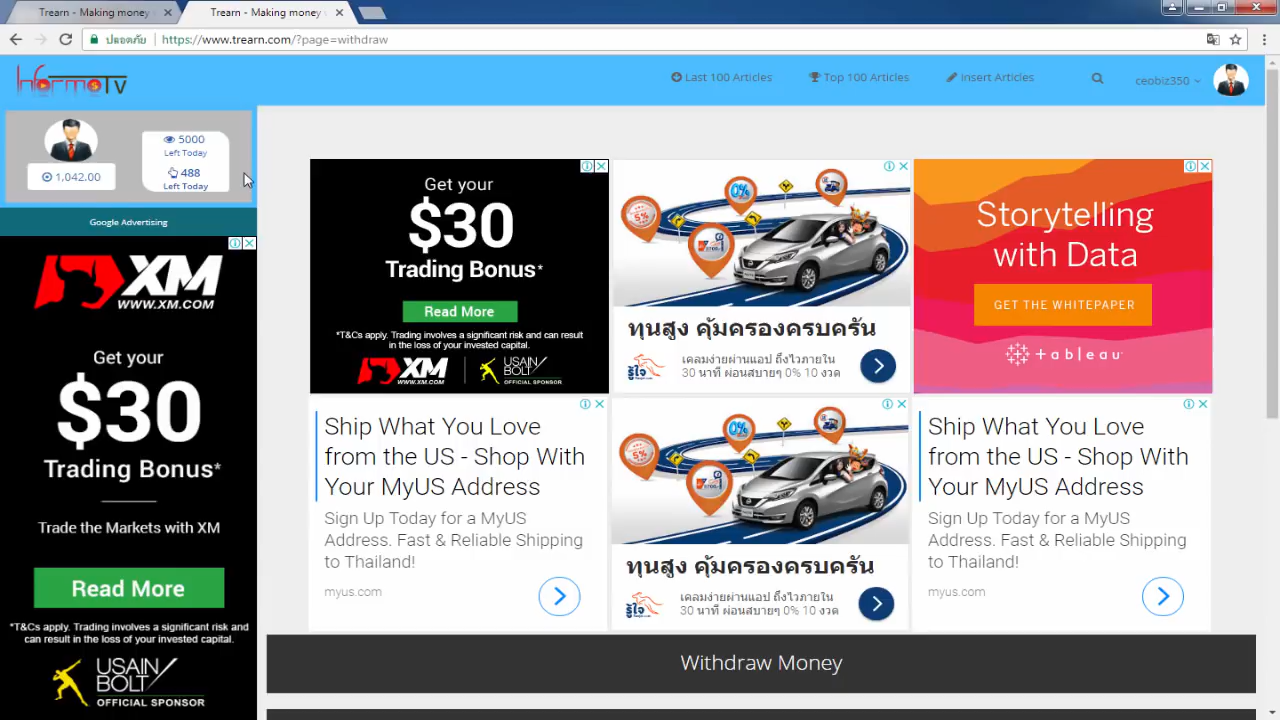 Trearn - Making money
Trearn - Making money
ปลอดภัย
https://www.trearn.com/?page=withdraw
InformoTV
Last 100 Articles
Top 100 Articles
Insert Articles
ceobiz350
5000
Left Today
1,042.00
488
Left Today
Google Advertising
XM
WWW.XM.COM
Get your
$30
Trading Bonus*
Trade the Markets with XM
Read More
*T&Cs apply. Trading involves a significant risk and
can result in the loss of your invested capital.
USAIN
BOLT
OFFICIAL SPONSOR
Get your
$30
Trading Bonus*
Read More
*T&Cs apply. Trading involves a significant risk and can result
in the loss of your invested capital.
XM
WWW.XM.COM
USAIN
BOLT
OFFICIAL SPONSOR
0%
5%
ทุนสูง คุ้มครองครบครัน
รู้ใจ
เคลมง่ายผ่านแอป ถึงไวภายใน
30 นาที ผ่อนสบายๆ 0% 10 งวด
Storytelling
with Data
GET THE WHITEPAPER
+ a b | e a u
Ship What You Love
from the US - Shop With
Your MyUS Address
Sign Up Today for a MyUS
Address. Fast & Reliable Shipping
to Thailand!
myus.com
0%
5%
ทุนสูง คุ้มครองครบครัน
รู้ใจ
เคลมง่ายผ่านแอป ถึงไวภายใน
30 นาที ผ่อนสบายๆ 0% 10 งวด
Ship What You Love
from the US - Shop With
Your MyUS Address
Sign Up Today for a MyUS
Address. Fast & Reliable Shipping
to Thailand!
myus.com
Withdraw Money